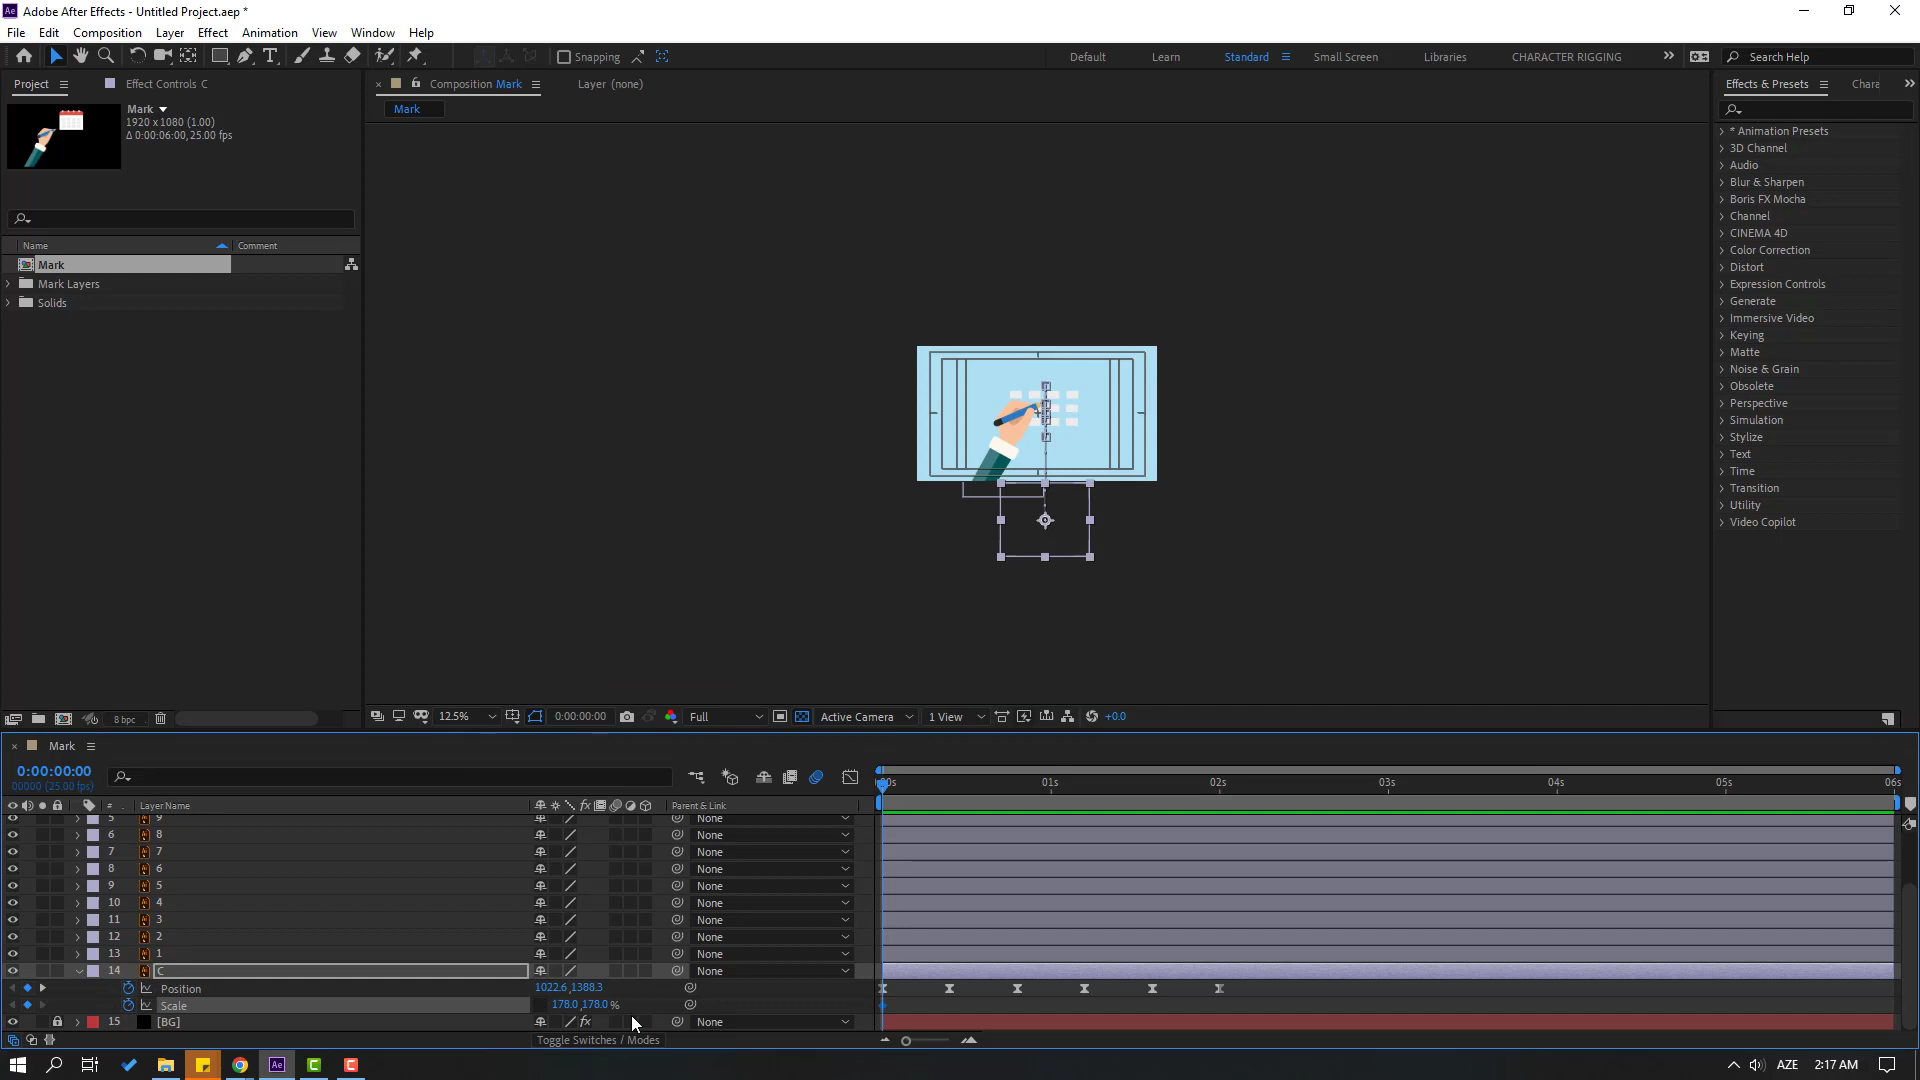 Adobe After Effects - Untitled Project.aep *
File Edit Composition Layer Effect Animation View Window Help
Snapping Default Learn Standard Small Screen Libraries CHARACTER RIGGING Search Help
Project Effect Controls C Composition Mark Layer (none) Effects & Presets Chara
Mark
Mark
1920 x 1080 (1.00)
Δ 0:00:06:00, 25.00 fps
* Animation Presets
3D Channel
Audio
Blur & Sharpen
Boris FX Mocha
Channel
CINEMA 4D
Color Correction
Distort
Expression Controls
Generate
Immersive Video
Keying
Matte
Noise & Grain
Obsolete
Perspective
Simulation
Stylize
Text
Time
Transition
Utility
Video Copilot
Name Comment
Mark
Mark Layers
Solids
8 bpc
12.5% 0:00:00:00 Full Active Camera 1 View +0.0
Mark
0:00:00:00
00000 (25.00 fps)
:00s 01s 02s 03s 04s 05s 06s
# . Layer Name Parent & Link
5 9 None
6 8 None
7 7 None
8 6 None
9 5 None
10 4 None
11 3 None
12 2 None
13 1 None
14 C None
Position 1022.6,1388.3
Scale 178.0,178.0 %
15 [BG] fx None
Toggle Switches / Modes
AZE 2:17 AM